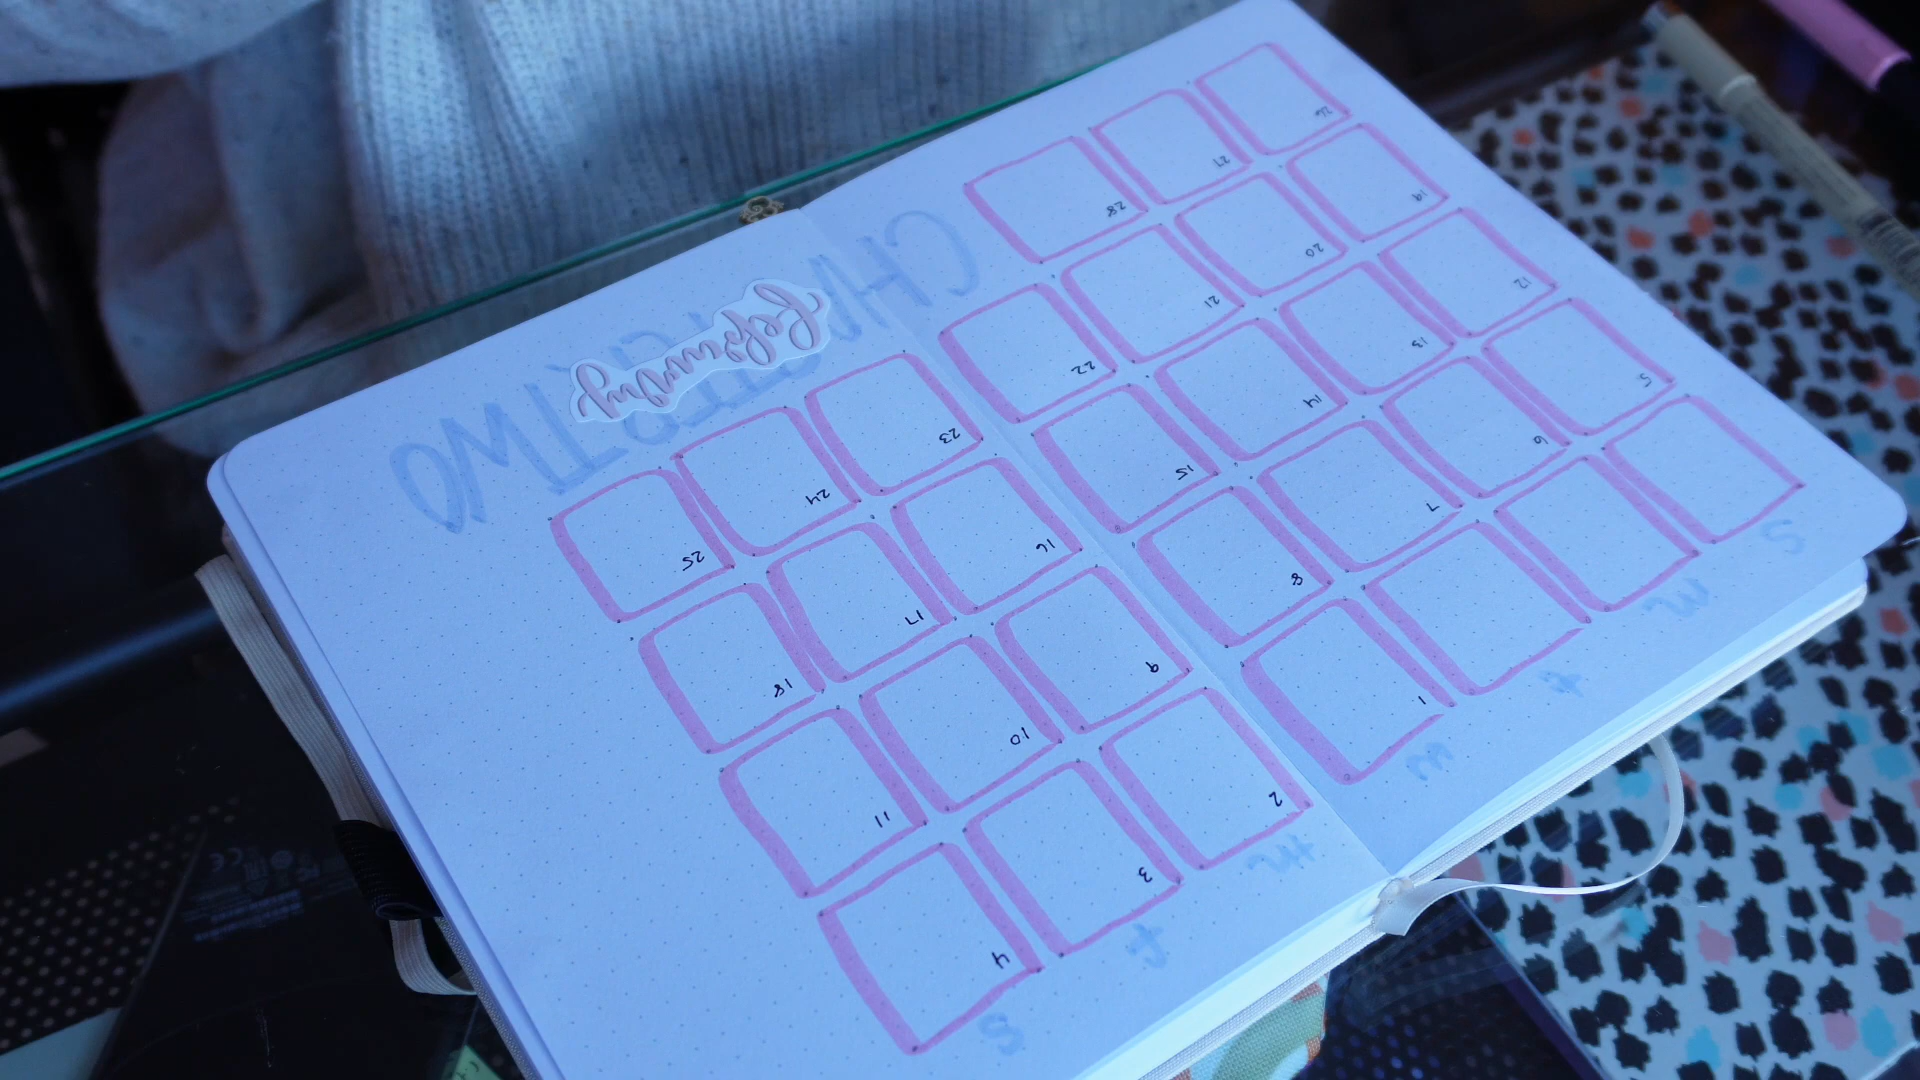 s m t w th f s
1 2 3 4
5 6 7 8 9 10 11
12 13 14 15 16 17 18
19 20 21 22 23 24 25
26 27 28
february
CHAPTER TWO